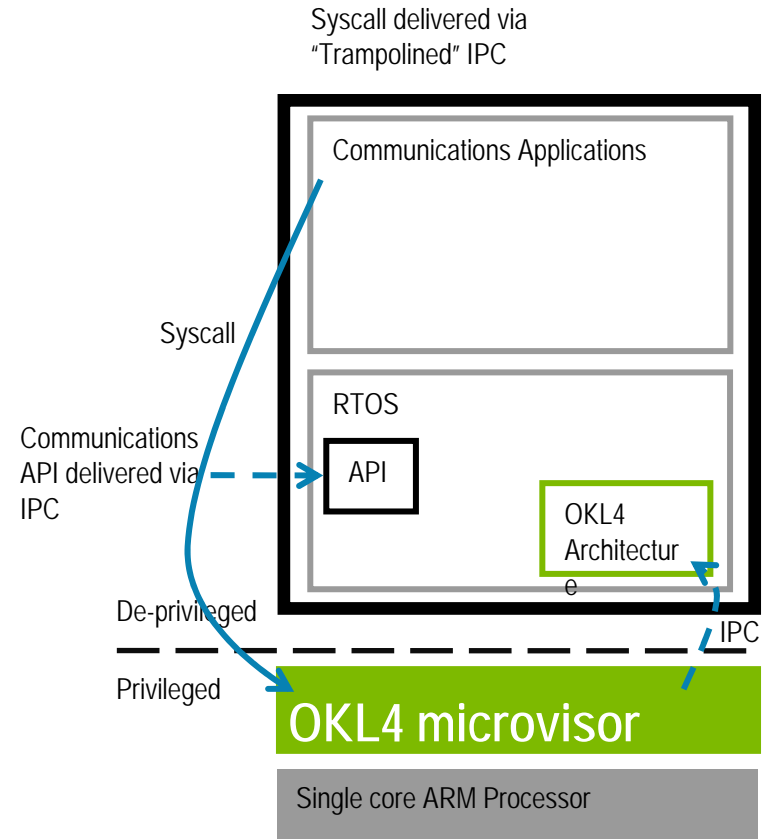 Syscall delivered via
“Trampolined” IPC
Communications Applications
Syscall
RTOS
Communications
API delivered via
IPC
API
OKL4
Architectur
e
De-privileged
IPC
Privileged
OKL4 microvisor
Single core ARM Processor